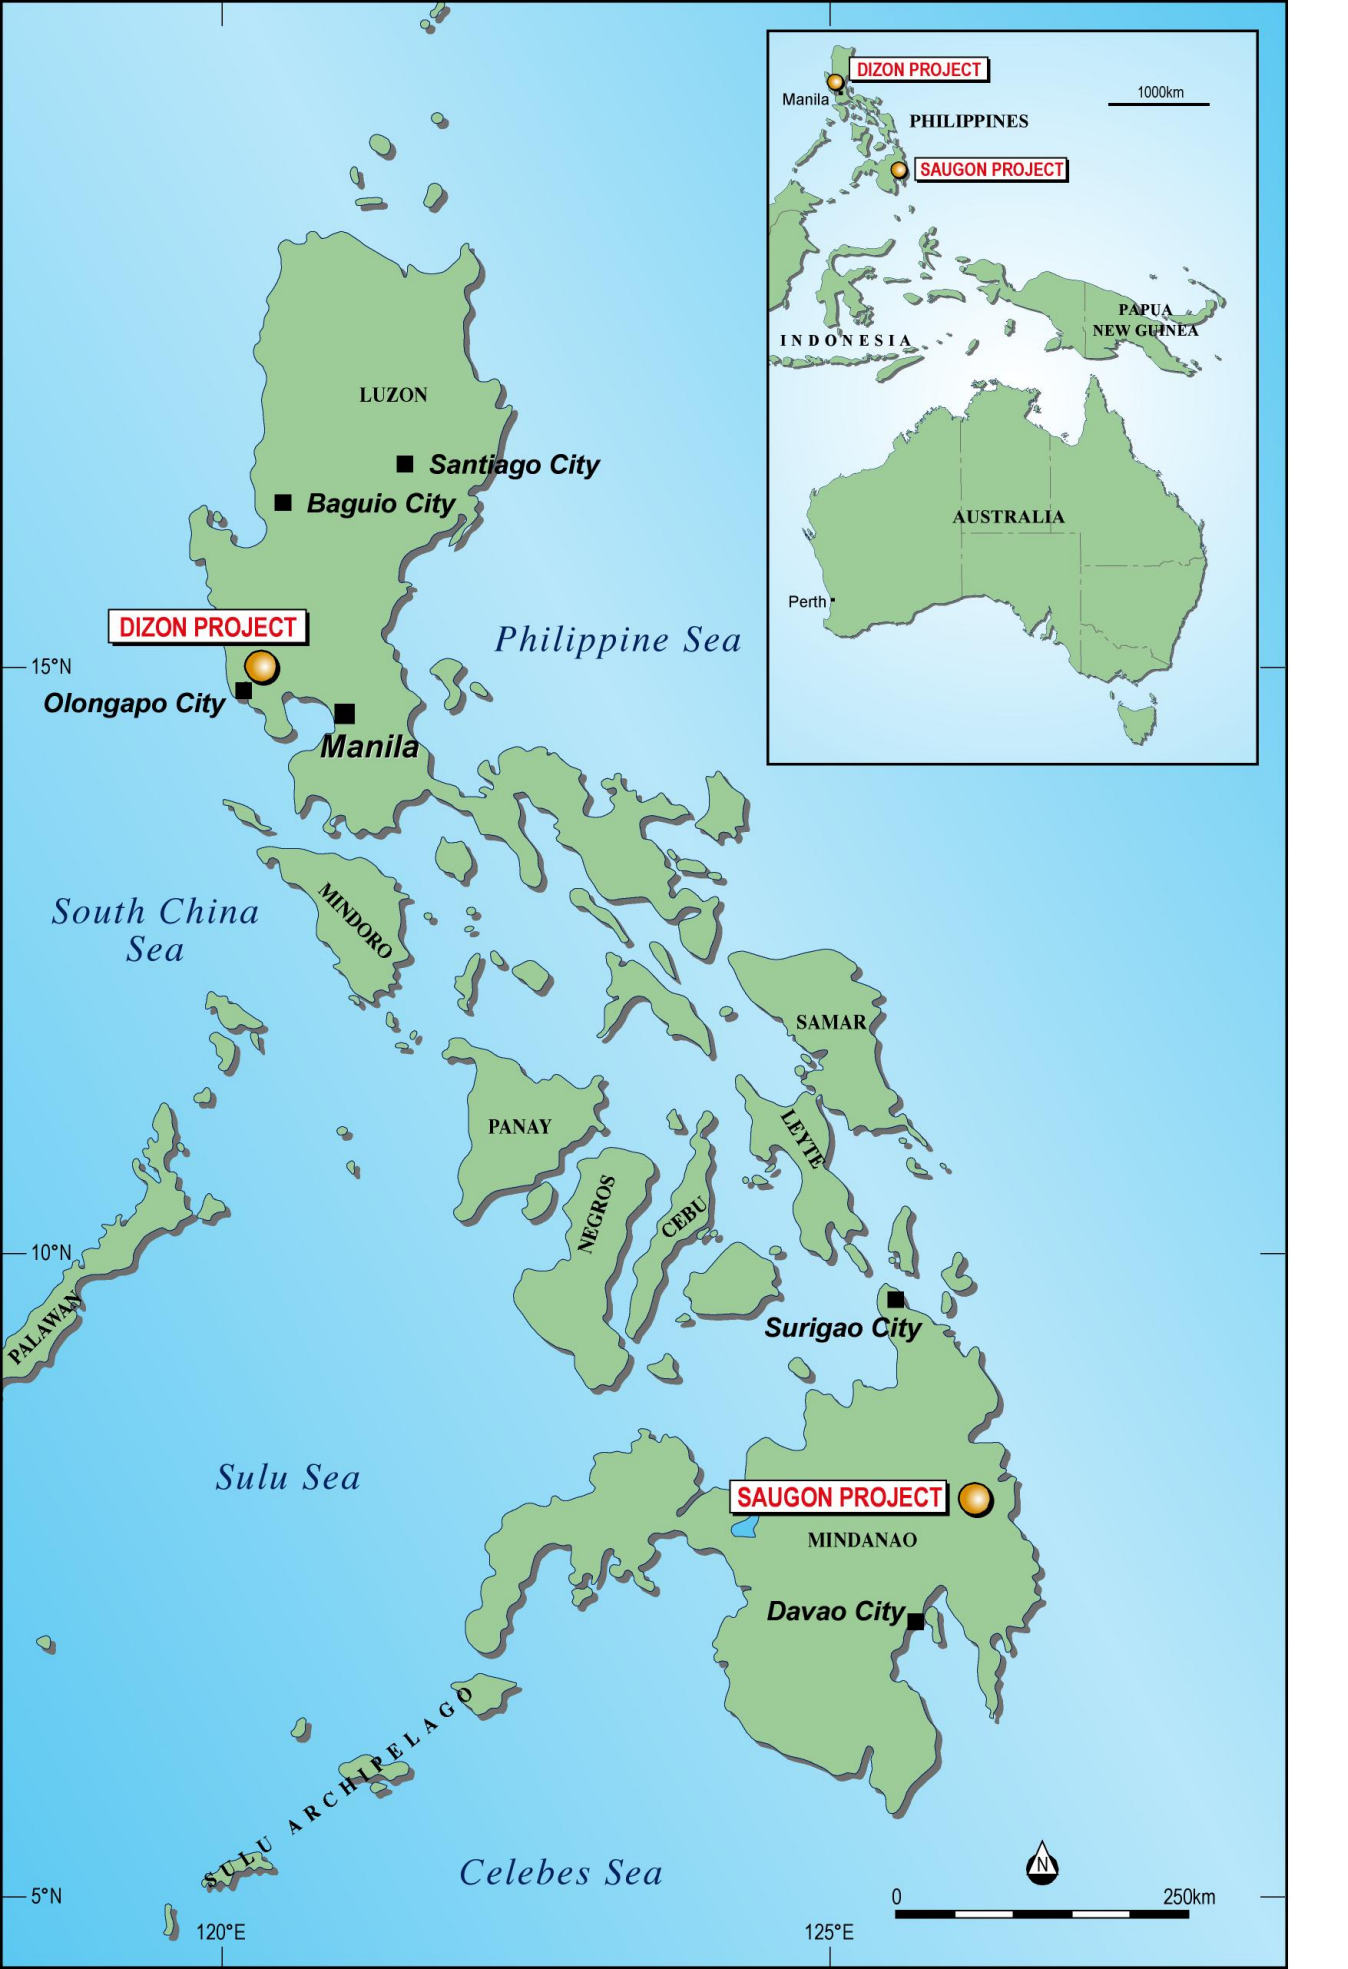 DIZON PROJECT
Manila
1000km
PHILIPPINES
SAUGON PROJECT
INDONESIA
PAPUA
NEW GUINEA
AUSTRALIA
Perth
LUZON
Santiago City
Baguio City
DIZON PROJECT
Philippine Sea
15°N
Olongapo City
Manila
South China
Sea
MINDORO
SAMAR
PANAY
LEYTE
NEGROS
CEBU
10°N
PALAWAN
Surigao City
Sulu Sea
SAUGON PROJECT
MINDANAO
Davao City
SULU ARCHIPELAGO
Celebes Sea
N
0
250km
5°N
120°E
125°E